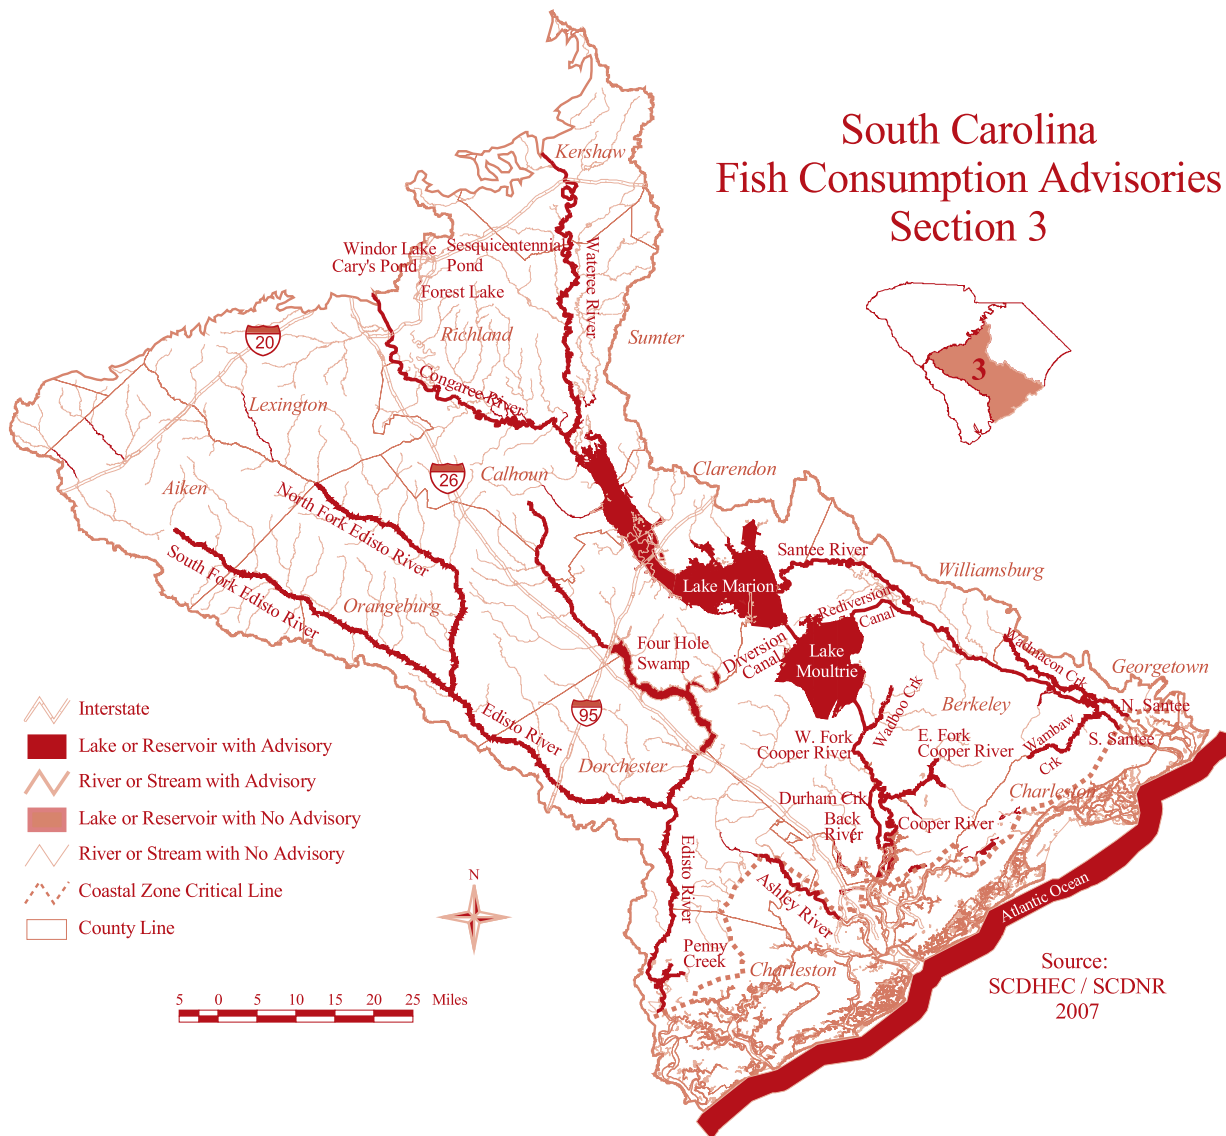 South Carolina
Fish Consumption Advisories
Section 3
Kershaw
Windor Lake
Cary's Pond
Sesquicentennial
Pond
Forest Lake
Wateree River
Richland
Sumter
20
3
Congaree River
Lexington
Clarendon
Calhoun
26
Aiken
North Fork Edisto River
Santee River
South Fork Edisto River
Lake Marion
Williamsburg
Orangeburg
Rediversion
Canal
Four Hole
Swamp
Diversion
Canal
Lake
Moultrie
Wadmacon Crk
Georgetown
Wadboo Crk
Berkeley
N. Santee
95
Edisto River
W. Fork
Cooper River
E. Fork
Cooper River
Wambaw
Crk
S. Santee
Dorchester
Charleston
Durham Crk
Back
River
Cooper River
Edisto River
Ashley River
Atlantic Ocean
Penny
Creek
Charleston
Interstate
Lake or Reservoir with Advisory
River or Stream with Advisory
Lake or Reservoir with No Advisory
River or Stream with No Advisory
Coastal Zone Critical Line
County Line
N
5 0 5 10 15 20 25 Miles
Source:
SCDHEC / SCDNR
2007